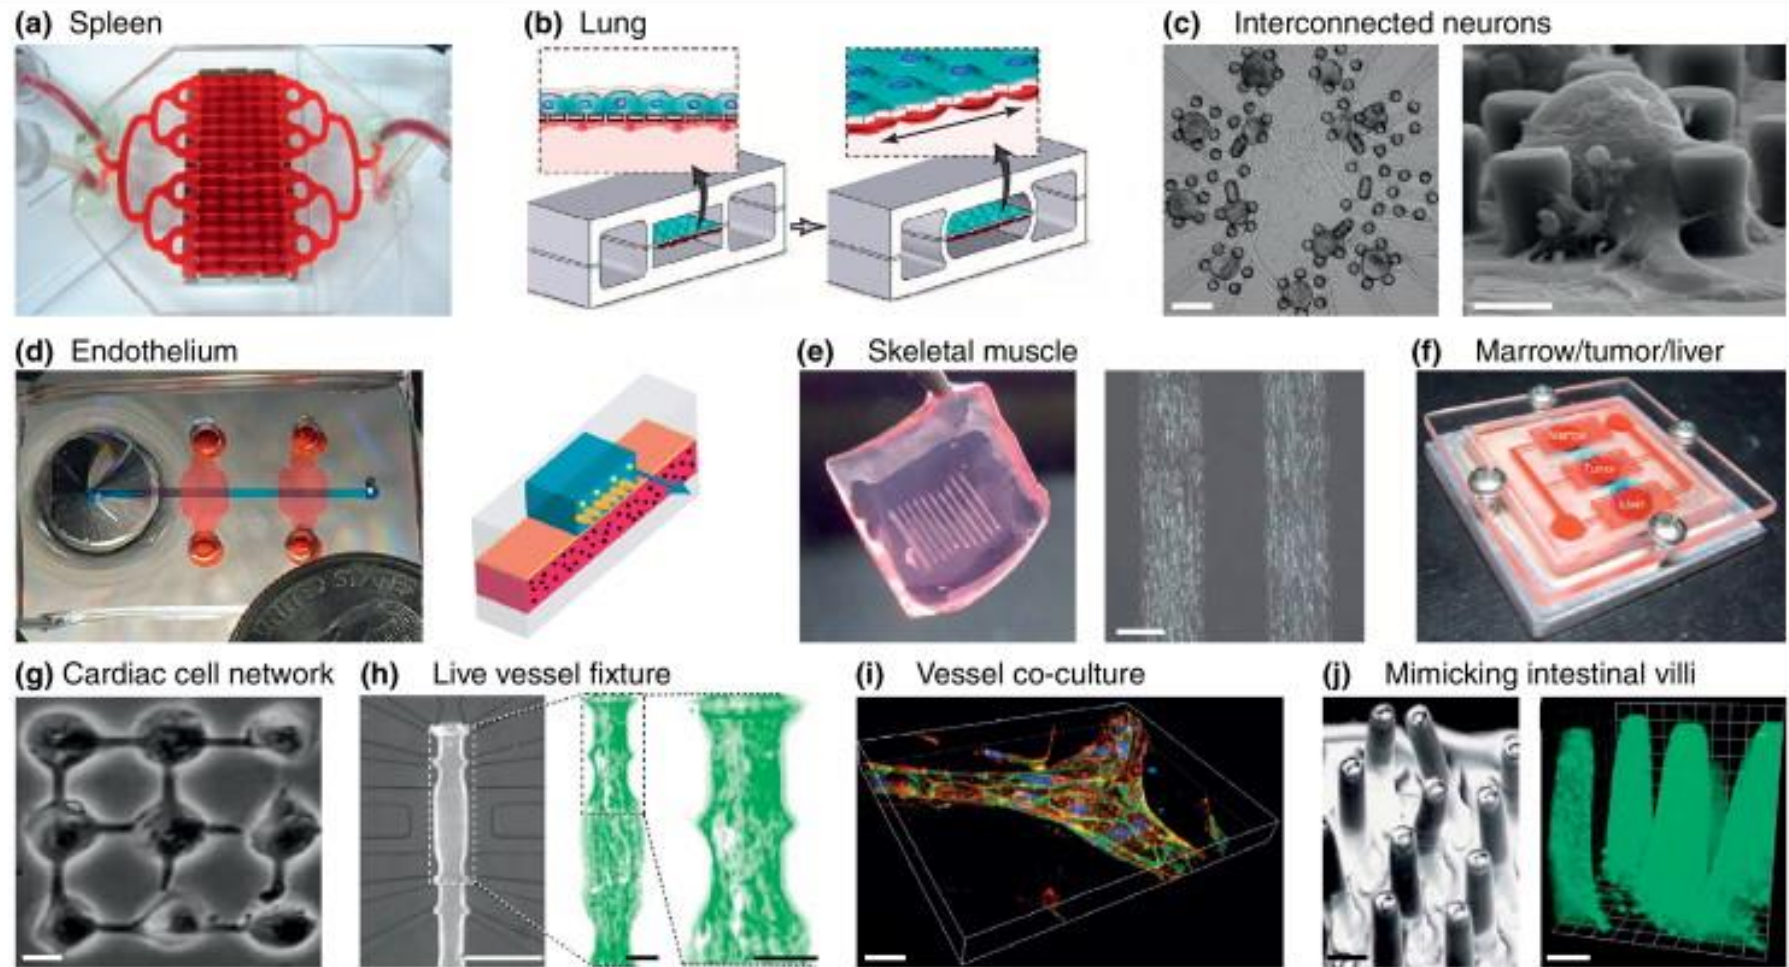 (a) Spleen
(b) Lung
(c) Interconnected neurons
(d) Endothelium
(e) Skeletal muscle
(f) Marrow/tumor/liver
Marrow
Tumor
Liver
(g) Cardiac cell network
(h) Live vessel fixture
(i) Vessel co-culture
(j) Mimicking intestinal villi